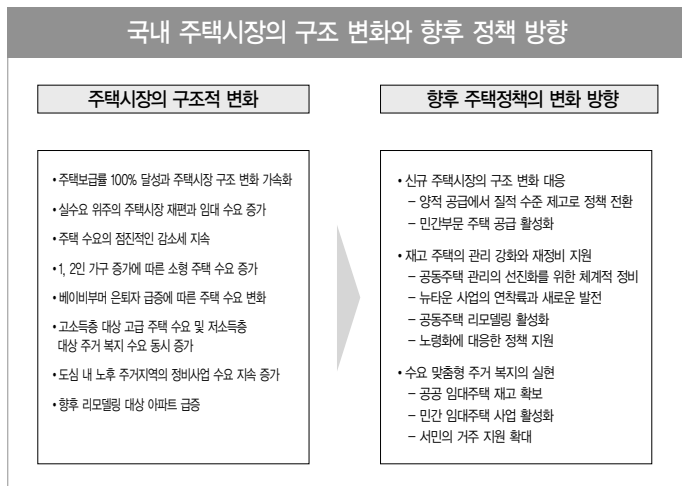 국내 주택시장의 구조 변화와 향후 정책 방향
주택시장의 구조적 변화
•주택보급률 100% 달성과 주택시장 구조 변화 가속화
•실수요 위주의 주택시장 재편과 임대 수요 증가
•주택 수요의 점진적인 감소세 지속
•1, 2인 가구 증가에 따른 소형 주택 수요 증가
•베이비부머 은퇴자 급증에 따른 주택 수요 변화
•고소득층 대상 고급 주택 수요 및 저소득층
대상 주거 복지 수요 동시 증가
•도심 내 노후 주거지역의 정비사업 수요 지속 증가
•향후 리모델링 대상 아파트 급증
향후 주택정책의 변화 방향
• 신규 주택시장의 구조 변화 대응
– 양적 공급에서 질적 수준 제고로 정책 전환
– 민간부문 주택 공급 활성화
• 재고 주택의 관리 강화와 재정비 지원
– 공동주택 관리의 선진화를 위한 체계적 정비
– 뉴타운 사업의 연착륙과 새로운 발전
– 공동주택 리모델링 활성화
– 노령화에 대응한 정책 지원
• 수요 맞춤형 주거 복지의 실현
– 공공 임대주택 재고 확보
– 민간 임대주택 사업 활성화
– 서민의 거주 지원 확대